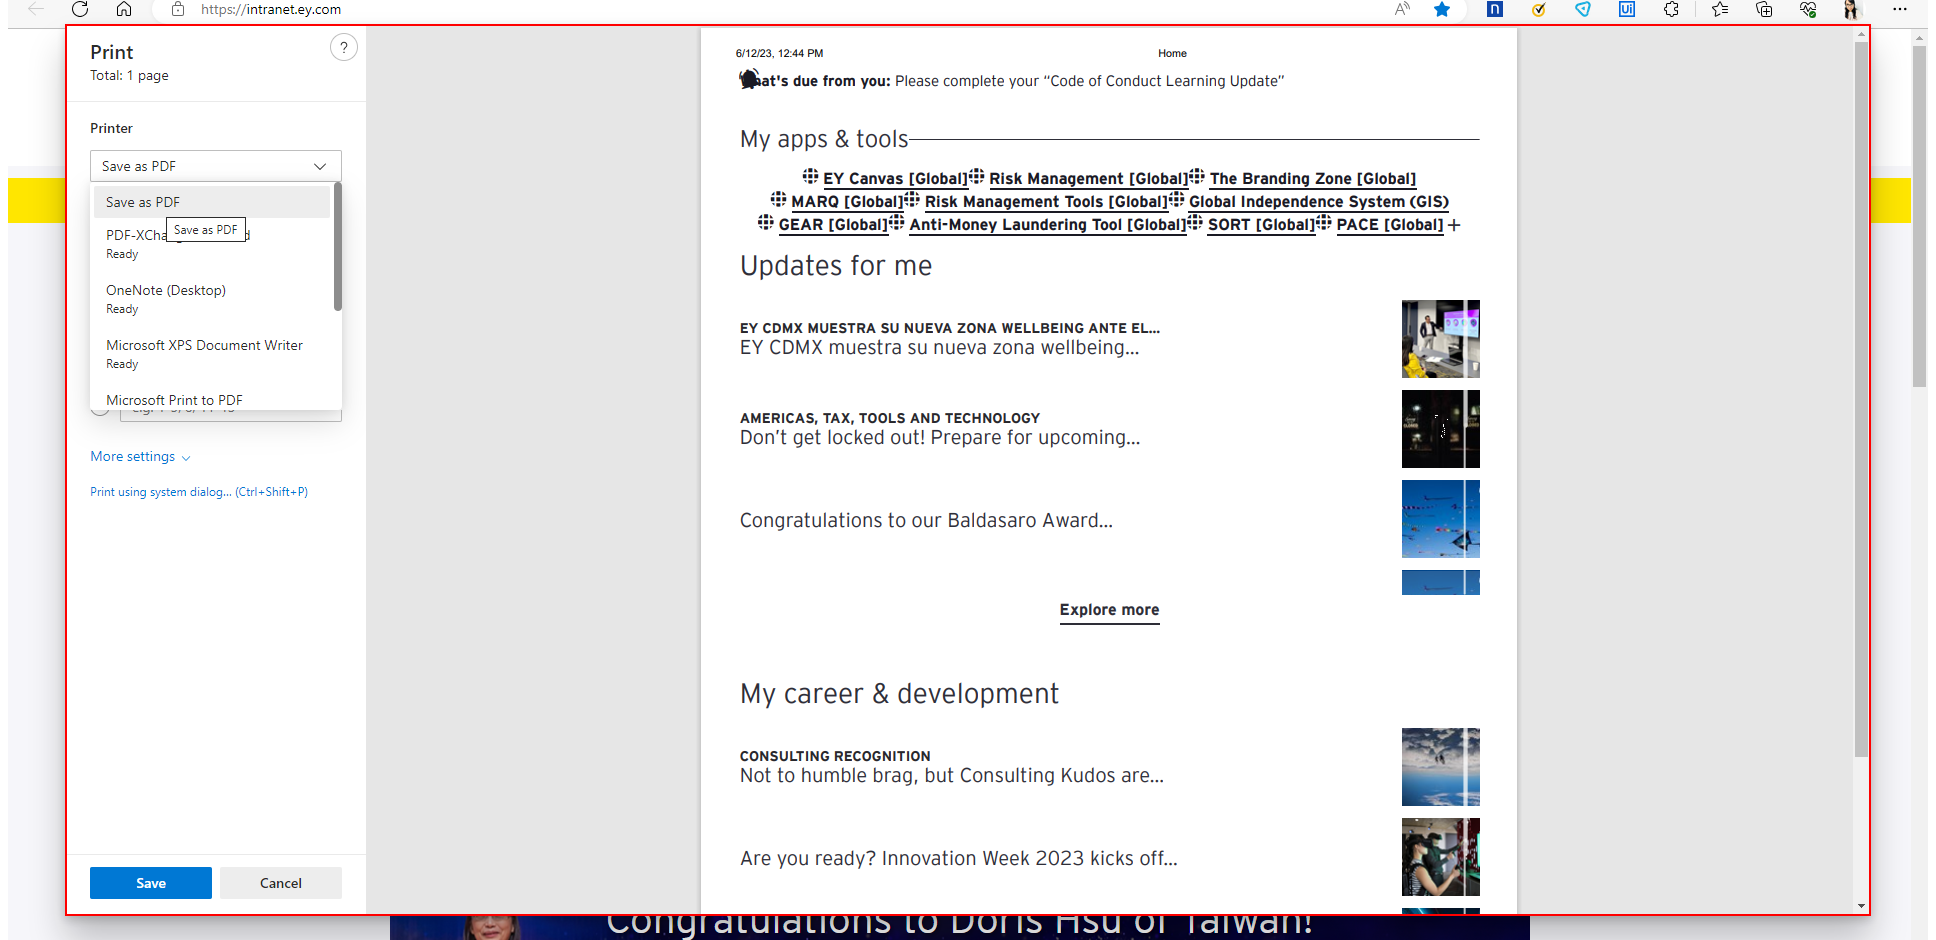 https://intranet.ey.com
Print
?
Total: 1 page
Printer
Save as PDF
Save as PDF
Save as PDF
Ready
OneNote (Desktop)
Ready
Microsoft XPS Document Writer
Ready
Microsoft Print to PDF
More settings
Print using system dialog... (Ctrl+Shift+P)
Save
Cancel
6/12/23, 12:44 PM
Home
at's due from you: Please complete your “Code of Conduct Learning Update”
My apps & tools
EY Canvas [Global] Risk Management [Global] The Branding Zone [Global]
MARQ [Global] Risk Management Tools [Global] Global Independence System (GIS)
GEAR [Global] Anti-Money Laundering Tool [Global] SORT [Global] PACE [Global] +
Updates for me
EY CDMX MUESTRA SU NUEVA ZONA WELLBEING ANTE EL...
EY CDMX muestra su nueva zona wellbeing...
AMERICAS, TAX, TOOLS AND TECHNOLOGY
Don’t get locked out! Prepare for upcoming...
Congratulations to our Baldasaro Award...
Explore more
My career & development
CONSULTING RECOGNITION
Not to humble brag, but Consulting Kudos are...
Are you ready? Innovation Week 2023 kicks off...
Congratulations to Doris Hsu of Taiwan!